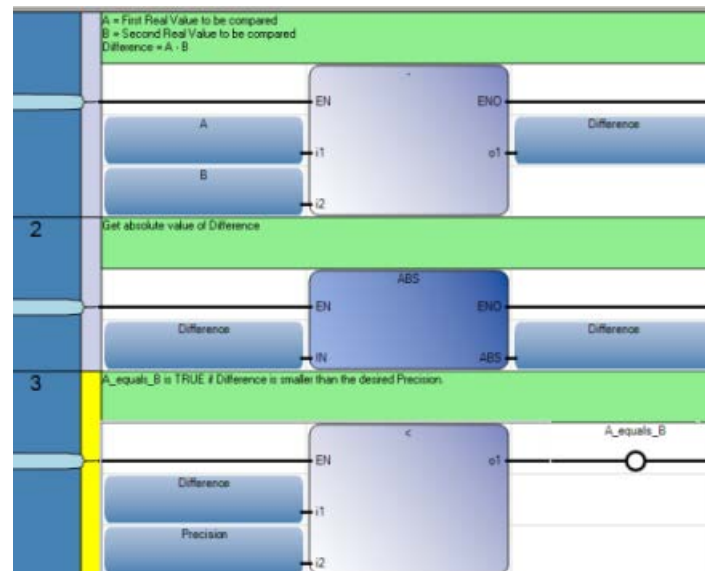 A = First Real Value to be compared
B = Second Real Value to be compared
Difference = A - B
-
EN
ENO
A
Difference
i1
o1
B
i2
2
Get absolute value of Difference
ABS
EN
ENO
Difference
Difference
IN
ABS
3
A_equals_B is TRUE if Difference is smaller than the desired Precision.
<
A_equals_B
EN
o1
Difference
i1
Precision
i2